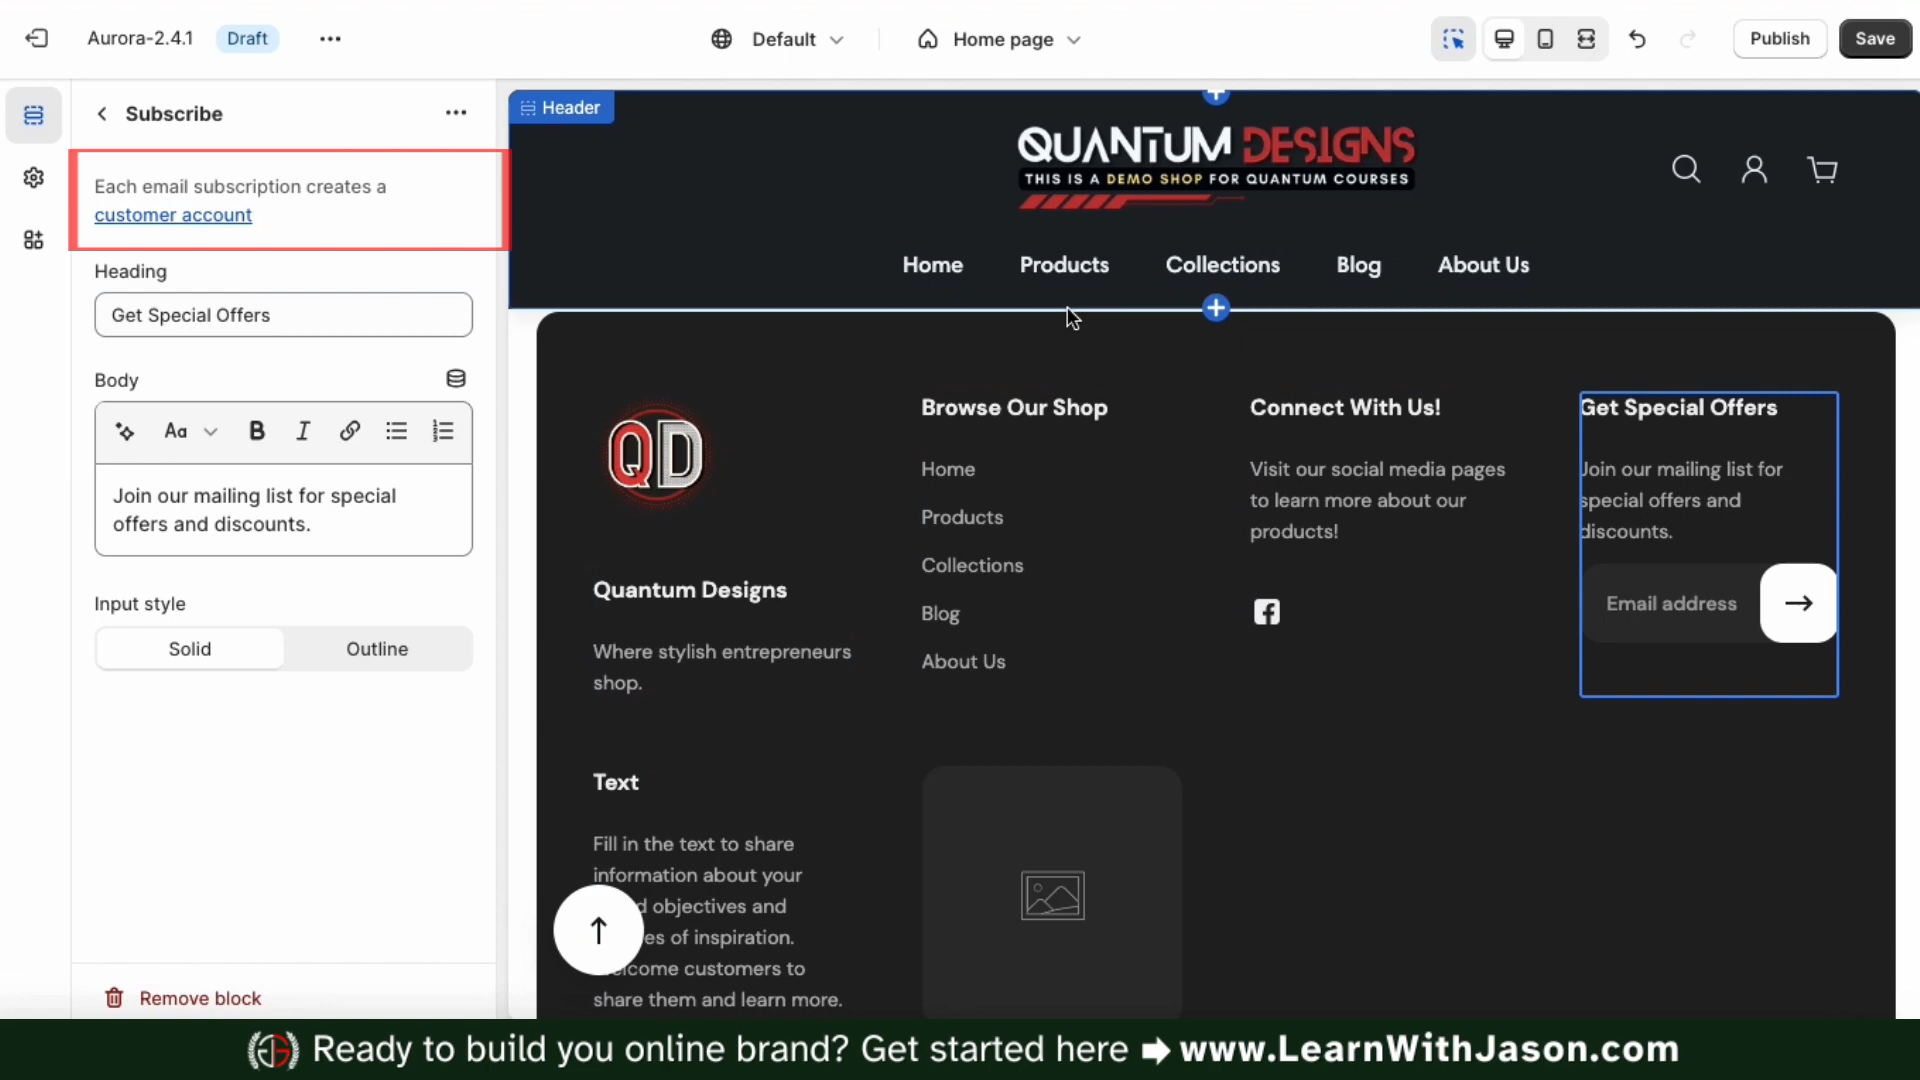 Aurora-2.4.1
Draft
Default
Home page
Publish
Save
Subscribe
Each email subscription creates a
customer account
Heading
Get Special Offers
Body
Aa
B
I
Join our mailing list for special
offers and discounts.
Input style
Solid
Outline
Remove block
Header
QUANTUM DESIGNS
THIS IS A DEMO SHOP FOR QUANTUM COURSES
Home
Products
Collections
Blog
About Us
QD
Quantum Designs
Where stylish entrepreneurs
shop.
Browse Our Shop
Home
Products
Collections
Blog
About Us
Connect With Us!
Visit our social media pages
to learn more about our
products!
Get Special Offers
Join our mailing list for
special offers and
discounts.
Email address
Text
Fill in the text to share
information about your
objectives and
of inspiration.
customers to
share them and learn more.
Ready to build you online brand? Get started here
www.LearnWithJason.com